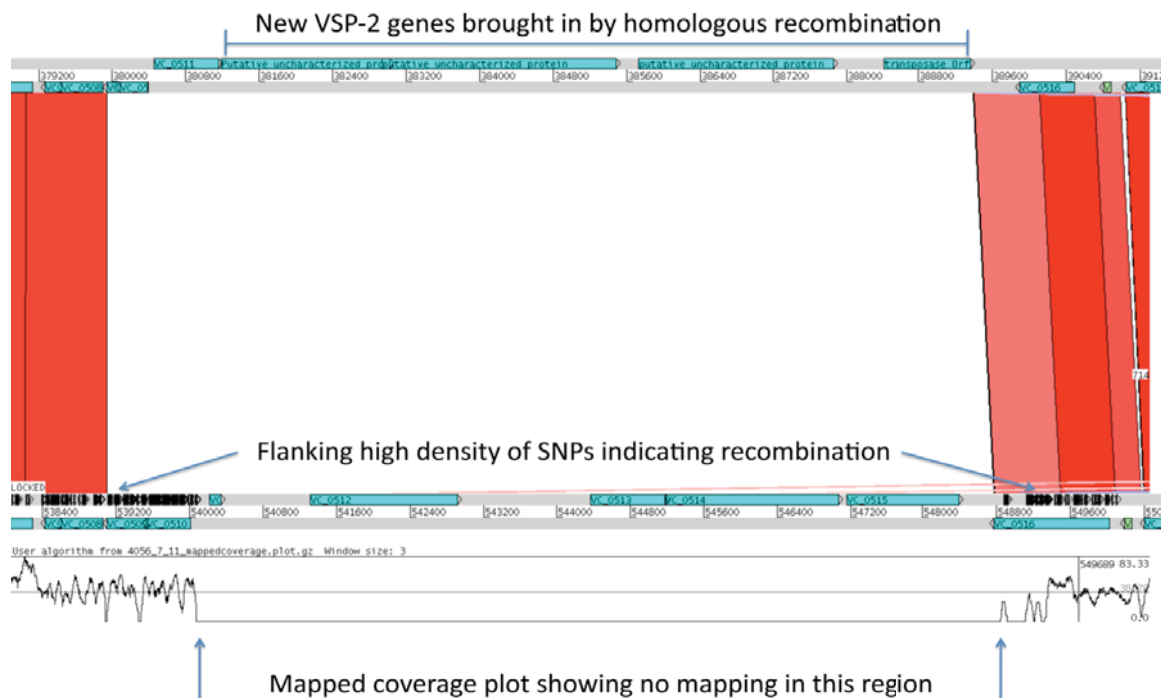 New VSP-2 genes brought in by homologous recombination
VC_0511 Putative uncharacterized protein putative uncharacterized protein transposase Orf
379200 380000 380800 381600 382400 383200 384000 384800 385600 386400 387200 388000 388800 389600 390400
VC_0508 VC_0516
714
Flanking high density of SNPs indicating recombination
LOCKED
VC_0512 VC_0513 VC_0514 VC_0515
538400 539200 540000 540800 541600 542400 543200 544000 544800 545600 546400 547200 548000 548800 549600
VC_0508 VC_0510 VC_0516
User algorithm from 4056_7_11_mappedcoverage.plot.gz Window size: 3
549689 83.33
0.0
Mapped coverage plot showing no mapping in this region